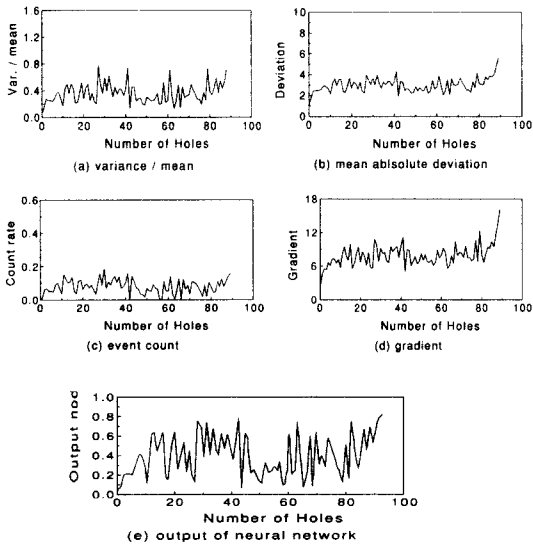 1.6
1.2
0.8
0.4
0.0
Var. / mean
0 20 40 60 80 100
Number of Holes
(a) variance / mean
10
8
6
4
2
0
Deviation
0 20 40 60 80 100
Number of Holes
(b) mean ablsolute deviation
0.6
0.4
0.2
0.0
Count rate
0 20 40 60 80 100
Number of Holes
(c) event count
18
12
6
0
Gradient
0 20 40 60 80 100
Number of Holes
(d) gradient
1.0
0.8
0.6
0.4
0.2
0.0
Output nod
0 20 40 60 80 100
Number of Holes
(e) output of neural network